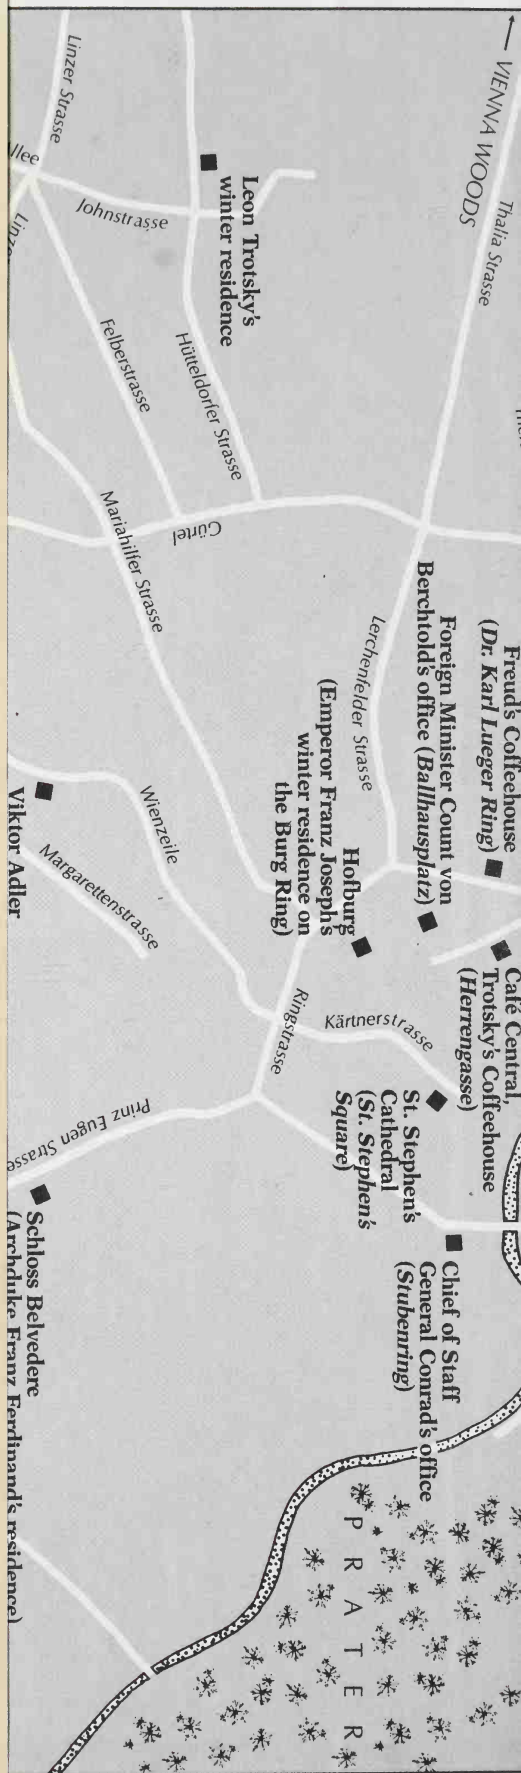 VIENNA WOODS
Thalia Strasse
Freud's Coffeehouse
(Dr. Karl Lueger Ring)
Foreign Minister Count von
Berchtold's office (Ballhausplatz)
Café Central,
Trotsky's Coffeehouse
(Herrengasse)
Lerchenfelder Strasse
Hofburg
(Emperor Franz Joseph's
winter residence on
the Burg Ring)
Kärtnerstrasse
St. Stephen's
Cathedral
(St. Stephen's
Square)
Chief of Staff
General Conrad's office
(Stubenring)
PRATER
Leon Trotsky's
winter residence
Hütteldorfer Strasse
Johnstrasse
Felberstrasse
Gürtel
Linzer Strasse
llee
Linze
Mariahilfer Strasse
Wienzeile
Ringstrasse
Margarettenstrasse
Viktor Adler
Prinz Eugen Strasse
Schloss Belvedere
(Archduke Franz Ferdinand's residence)